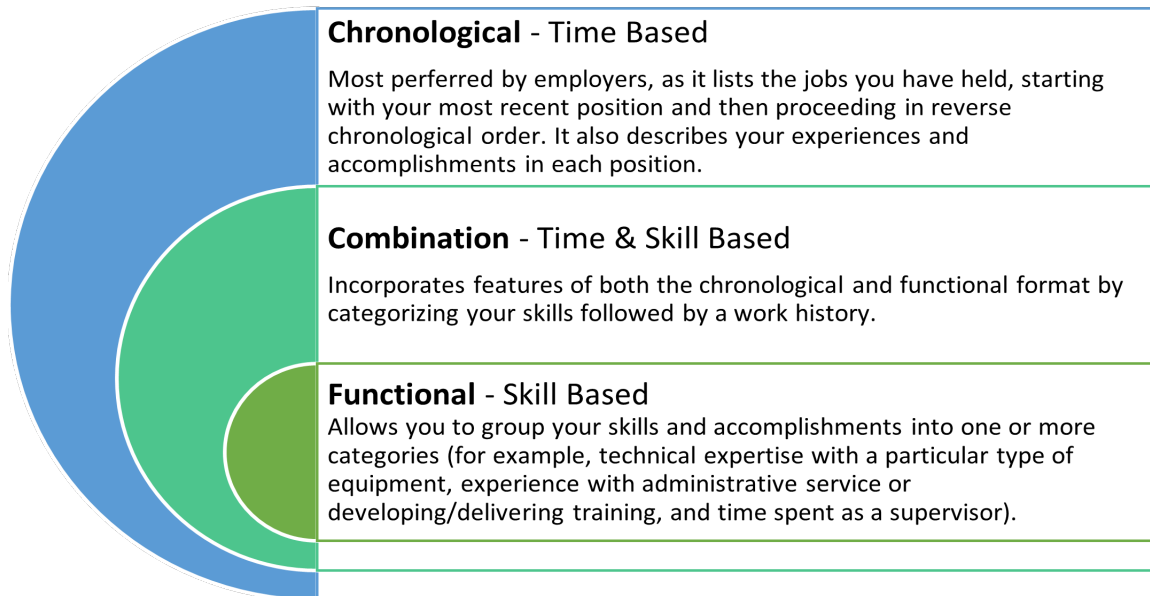 Chronological - Time Based
Most perferred by employers, as it lists the jobs you have held, starting
with your most recent position and then proceeding in reverse
chronological order. It also describes your experiences and
accomplishments in each position.
Combination - Time & Skill Based
Incorporates features of both the chronological and functional format by
categorizing your skills followed by a work history.
Functional - Skill Based
Allows you to group your skills and accomplishments into one or more
categories (for example, technical expertise with a particular type of
equipment, experience with administrative service or
developing/delivering training, and time spent as a supervisor).